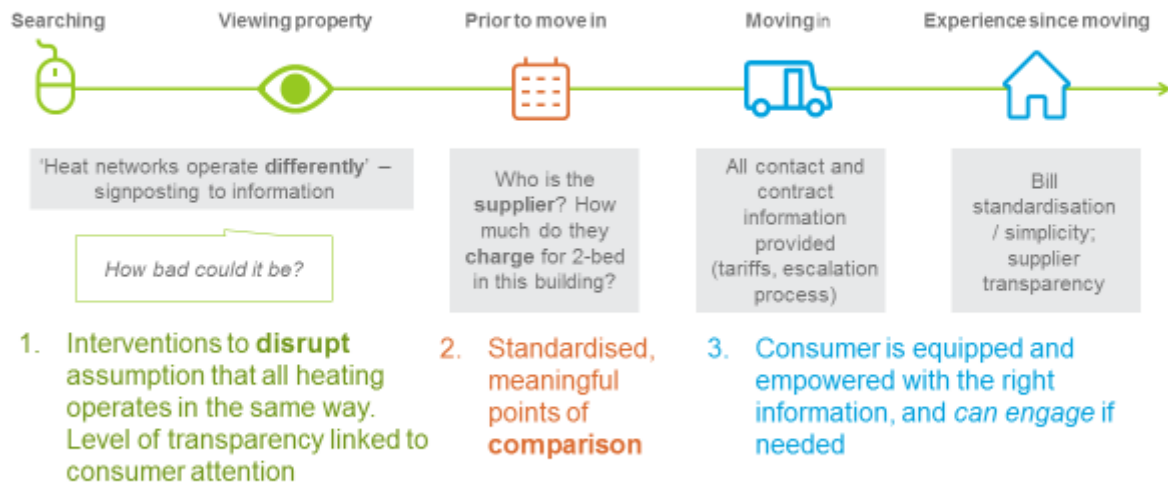 Searching
Viewing property
Prior to move in
Moving in
Experience since moving
'Heat networks operate differently' –
signposting to information
How bad could it be?
Who is the
supplier? How
much do they
charge for 2-bed
in this building?
All contact and
contract
information
provided
(tariffs, escalation
process)
Bill
standardisation
/ simplicity;
supplier
transparency
1. Interventions to disrupt
assumption that all heating
operates in the same way.
Level of transparency linked to
consumer attention
2. Standardised,
meaningful
points of
comparison
3. Consumer is equipped and
empowered with the right
information, and can engage if
needed